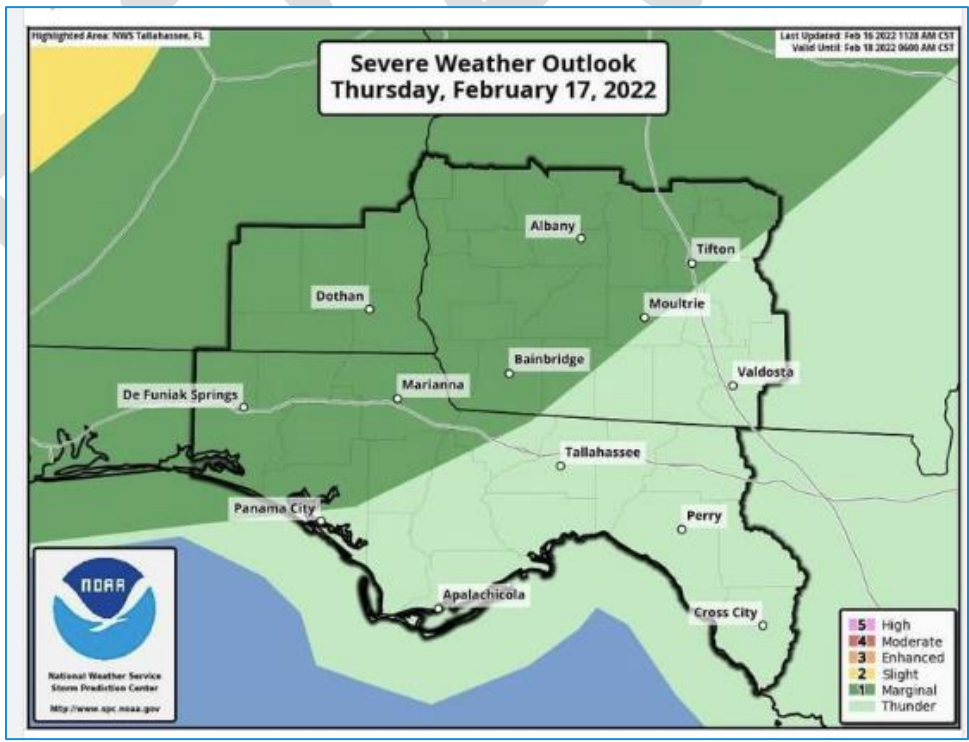 Highlighted Area: NWS Tallahassee, FL
Severe Weather Outlook
Thursday, February 17, 2022
Last Updated: Feb 16 2022 1128 AM CST
Valid Until: Feb 18 2022 0600 AM CST
Albany
Tifton
Dothan
Moultrie
Bainbridge
Valdosta
Marianna
De Funiak Springs
Tallahassee
Panama City
Perry
Apalachicola
Cross City
NOAA
National Weather Service
Storm Prediction Center
http://www.spc.noaa.gov
5 High
4 Moderate
3 Enhanced
2 Slight
1 Marginal
Thunder